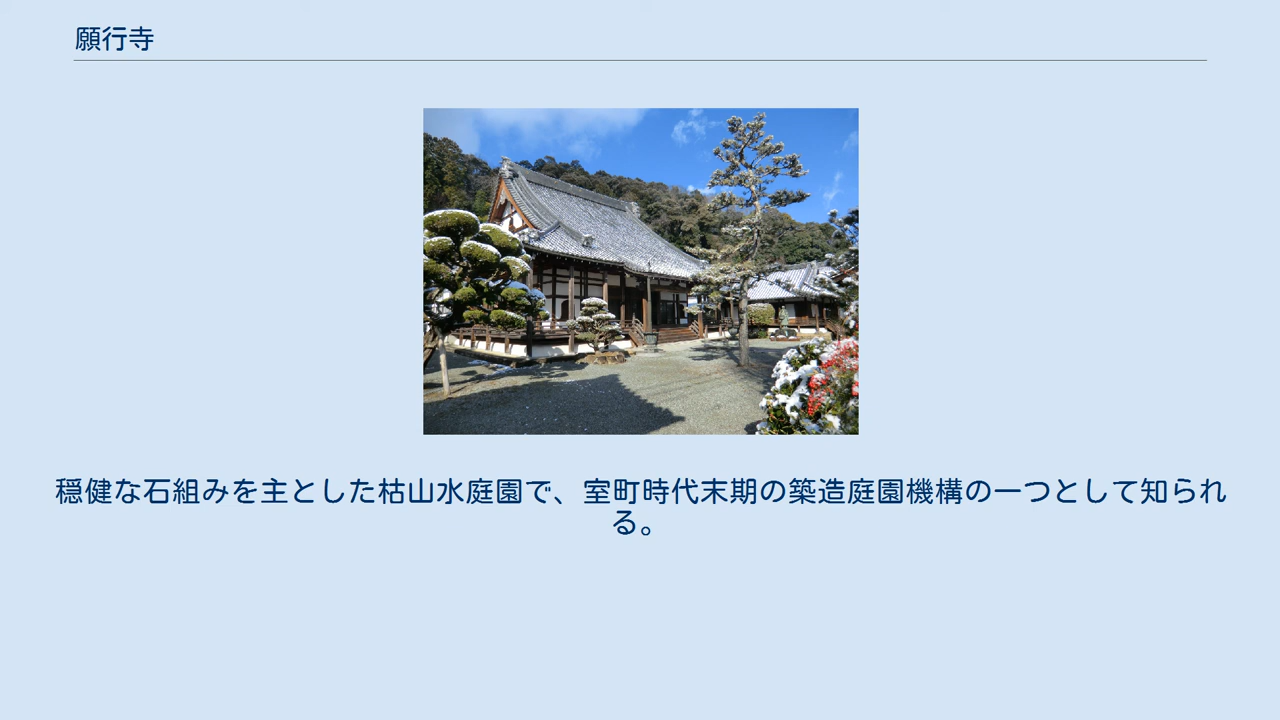 願行寺
穏健な石組みを主とした枯山水庭園で、室町時代末期の築造庭園機構の一つとして知られ
る。